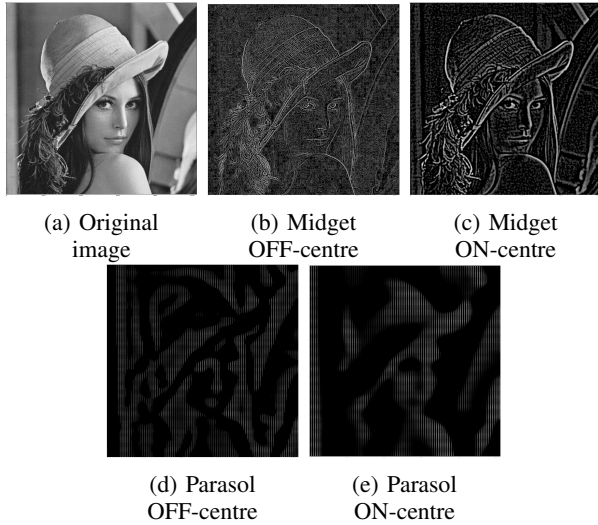 (a) Original
image
(b) Midget
OFF-centre
(c) Midget
ON-centre
(d) Parasol
OFF-centre
(e) Parasol
ON-centre